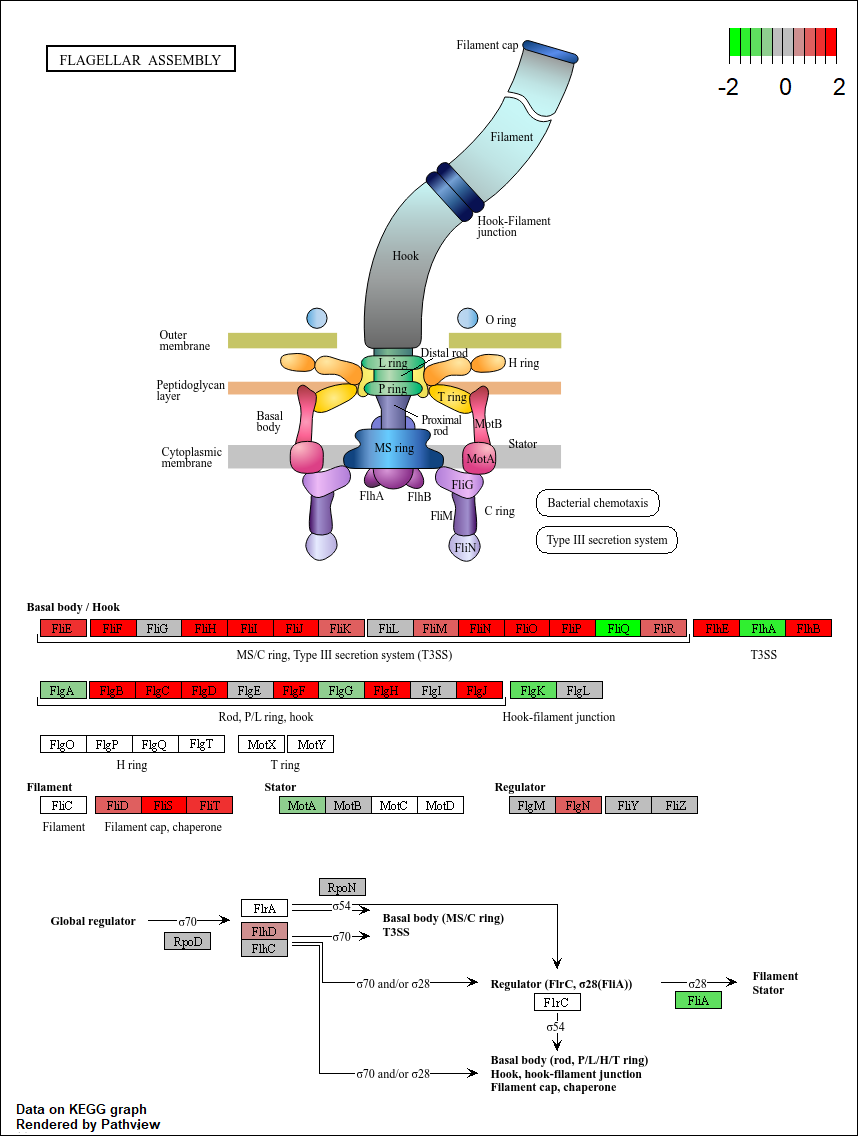 FLAGELLAR ASSEMBLY
-2 0 2
Filament cap
Filament
Hook-Filament
junction
Hook
O ring
Outer
membrane
Distal rod
L ring
H ring
Peptidoglycan
layer
P ring
T ring
Basal
body
Proximal
rod
MotB
Stator
Cytoplasmic
membrane
MS ring
MotA
FliG
FlhA
FlhB
FliM
C ring
FliN
Bacterial chemotaxis
Type III secretion system
Basal body / Hook
FliE FliF FliG FliH FliI FliJ FliK FliL FliM FliN FliO FliP FliQ FliR FlhE FlhA FlhB
MS/C ring, Type III secretion system (T3SS) T3SS
FlgA FlgB FlgC FlgD FlgE FlgF FlgG FlgH FlgI FlgJ FlgK FlgL
Rod, P/L ring, hook Hook-filament junction
FlgO FlgP FlgQ FlgT MotX MotY
H ring T ring
Filament Stator Regulator
FliC FliD FliS FliT MotA MotB MotC MotD FlgM FlgN FliY FliZ
Filament Filament cap, chaperone
RpoN
FlrA
σ54
Global regulator
σ70
Basal body (MS/C ring)
T3SS
RpoD
FlhD
σ70
FlhC
σ70 and/or σ28
Regulator (FlrC, σ28(FliA))
σ28
Filament
Stator
FlrC
FliA
σ54
Basal body (rod, P/L/H/T ring)
σ70 and/or σ28
Hook, hook-filament junction
Filament cap, chaperone
Data on KEGG graph
Rendered by Pathview